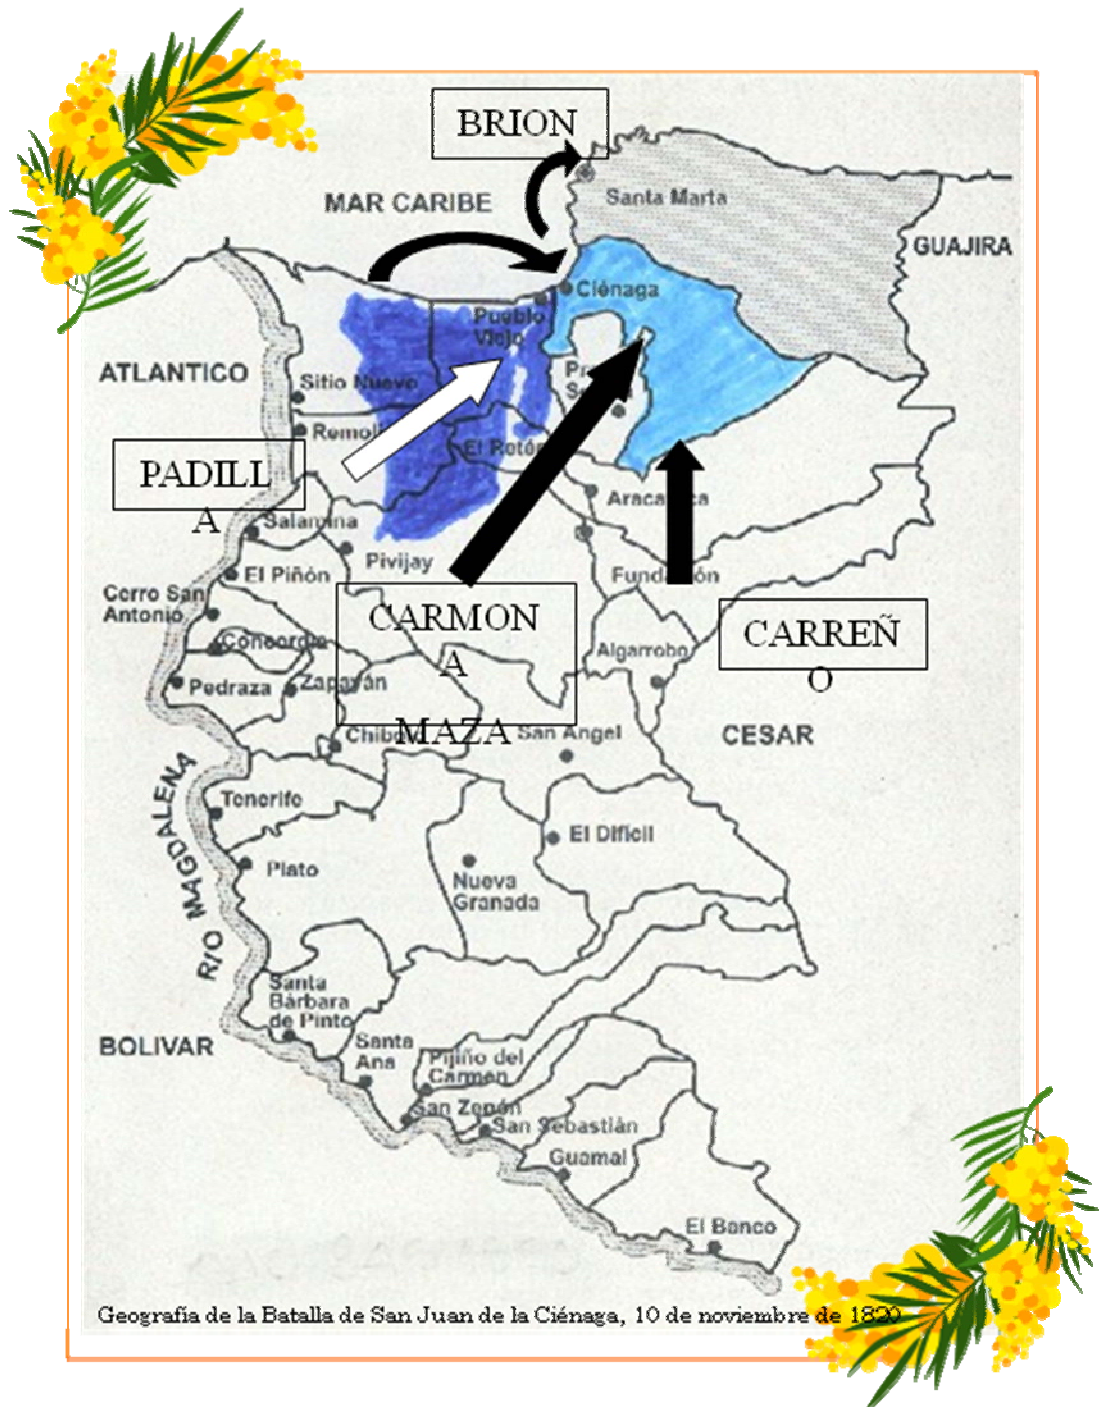 BRION
Santa Marta
MAR CARIBE
GUAJIRA
Ciénaga
Pueblo
Viejo
ATLANTICO
Sitio Nuevo
El Retén
PADILL
A
Salamina
Pivijay
El Piñón
Fundación
Cerro San
Antonio
CARMON
A
MAZA
CARREÑ
O
Concordia
Algarrobo
Pedraza
Zapayán
San Angel
CESAR
RIO MAGDALENA
Tenerife
El Dificil
Plato
Nueva
Granada
Santa
Bárbara
de Pinto
BOLIVAR
Santa
Ana
Pijiño del
Carmen
San Zenón
San Sebastián
Guamal
El Banco
Geografía de la Batalla de San Juan de la Ciénaga, 10 de noviembre de 1820